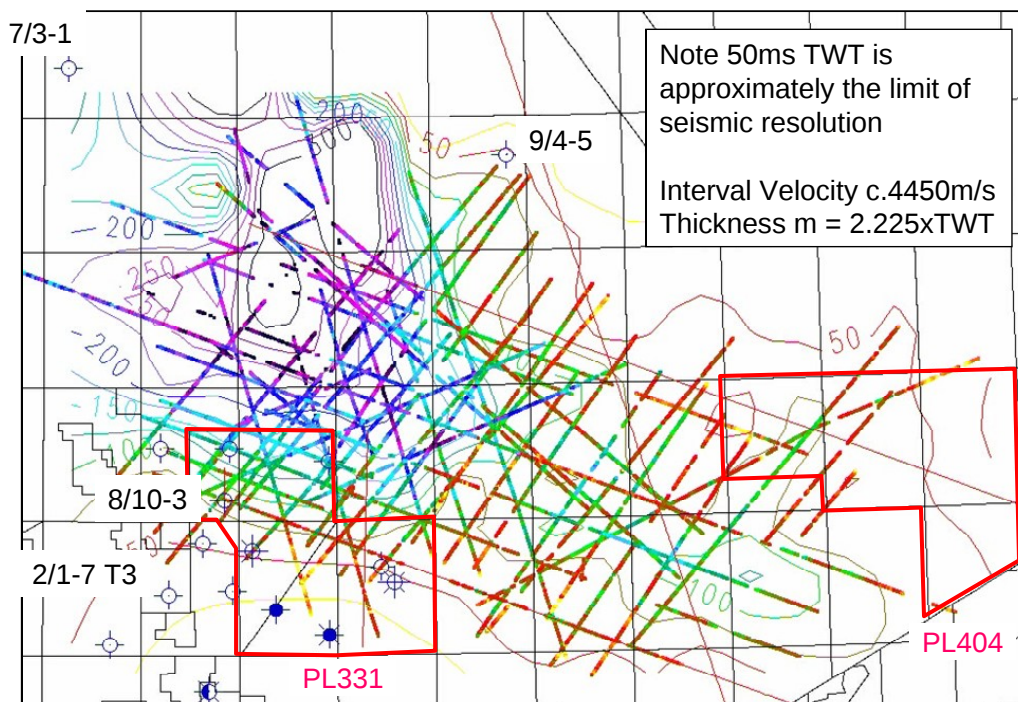 7/3-1
Note 50ms TWT is
approximately the limit of
seismic resolution
Interval Velocity c.4450m/s
Thickness m = 2.225xTWT
9/4-5
200
50
200
250
200
150
50
100
8/10-3
2/1-7 T3
PL331
PL404